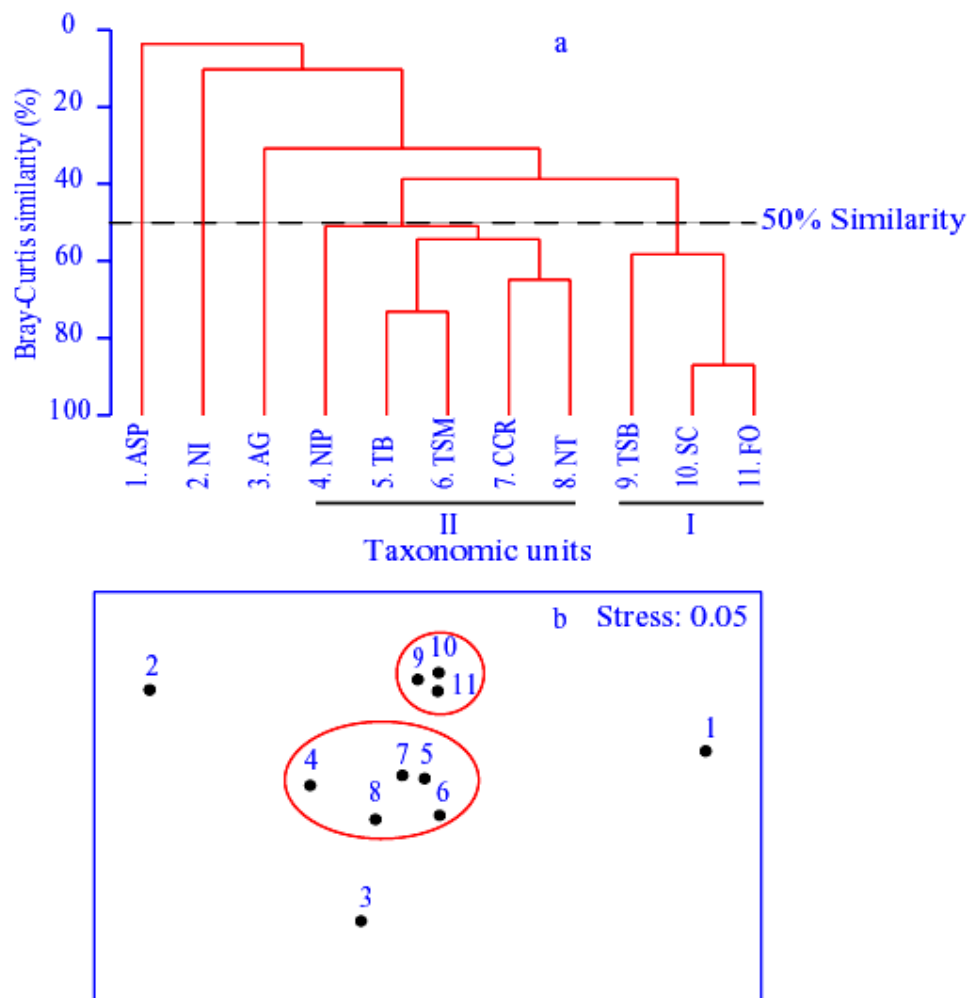 a
Bray-Curtis similarity (%)
0
20
40
60
80
100
50% Similarity
1. ASP
2. NI
3. AG
4. NIP
5. TB
6. TSM
7. CCR
8. NT
9. TSB
10. SC
11. FO
II
I
Taxonomic units
b
Stress: 0.05
2
9
10
11
1
4
7
5
8
6
3